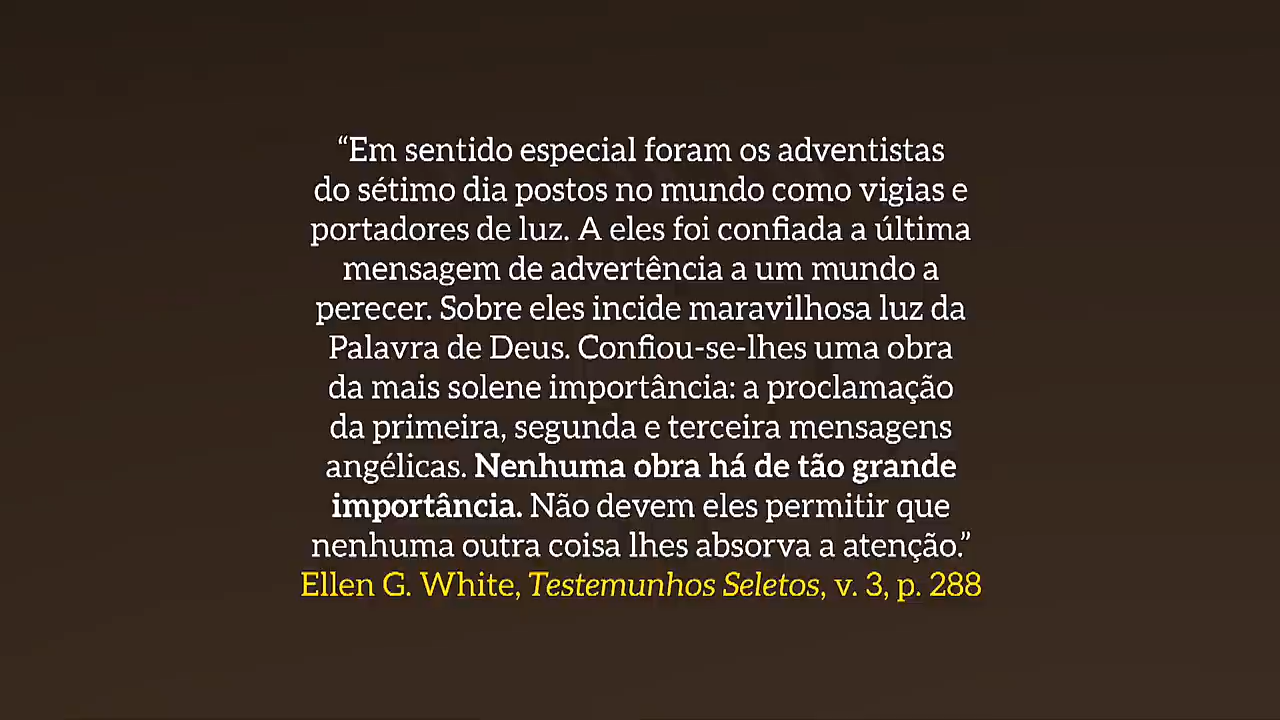 “Em sentido especial foram os adventistas
do sétimo dia postos no mundo como vigias e
portadores de luz. A eles foi confiada a última
mensagem de advertência a um mundo a
perecer. Sobre eles incide maravilhosa luz da
Palavra de Deus. Confiou-se-lhes uma obra
da mais solene importância: a proclamação
da primeira, segunda e terceira mensagens
angélicas. Nenhuma obra há de tão grande
importância. Não devem eles permitir que
nenhuma outra coisa lhes absorva a atenção.”
Ellen G. White, Testemunhos Seletos, v. 3, p. 288